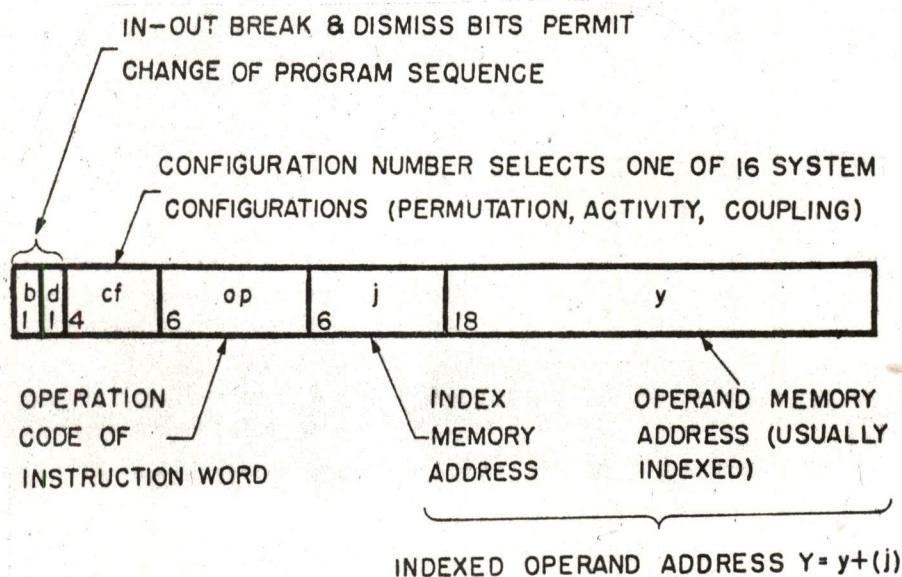 IN-OUT BREAK & DISMISS BITS PERMIT
CHANGE OF PROGRAM SEQUENCE
CONFIGURATION NUMBER SELECTS ONE OF 16 SYSTEM
CONFIGURATIONS (PERMUTATION, ACTIVITY, COUPLING)
b d cf op j y
1 1 4 6 6 18
OPERATION
CODE OF
INSTRUCTION WORD
INDEX
MEMORY
ADDRESS
OPERAND MEMORY
ADDRESS (USUALLY
INDEXED)
INDEXED OPERAND ADDRESS Y= y+(j)